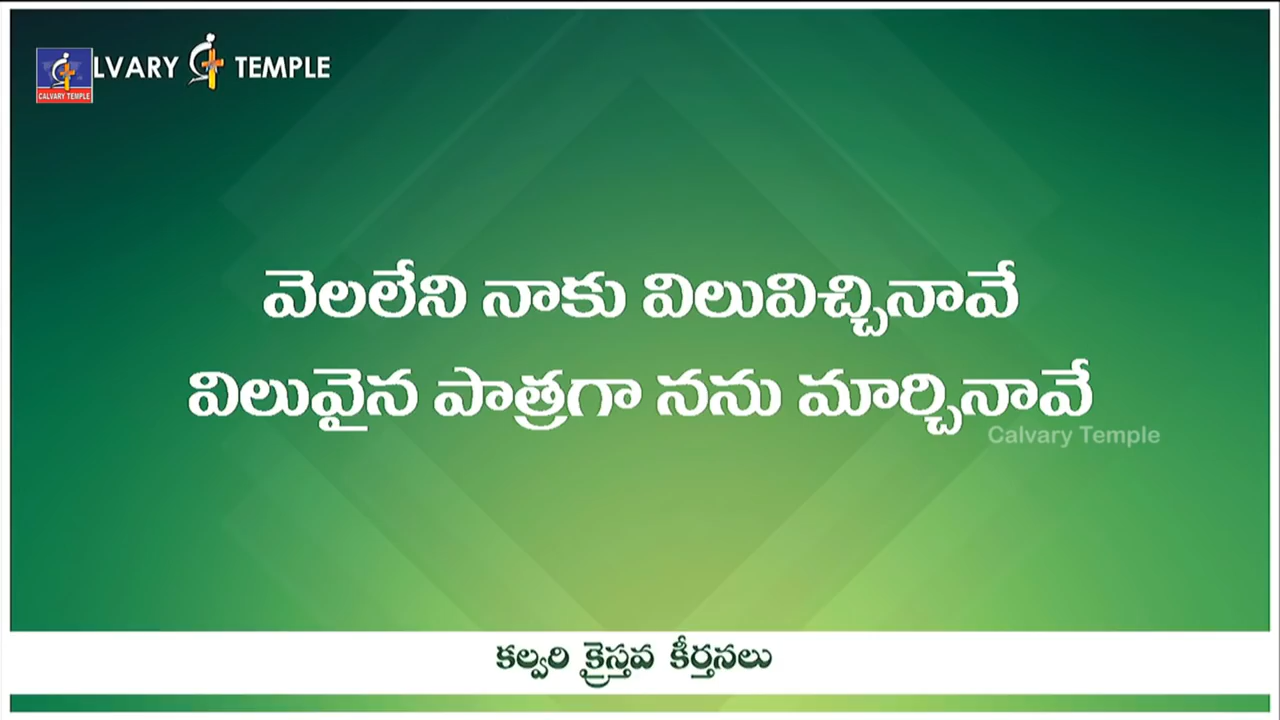 LVARY TEMPLE
CALVARY TEMPLE
వెలలేని నాకు విలువిచ్చినావే
విలువైన పాత్రగా నను మార్చినావే
Calvary Temple
కల్వరి క్రైస్తవ కీర్తనలు